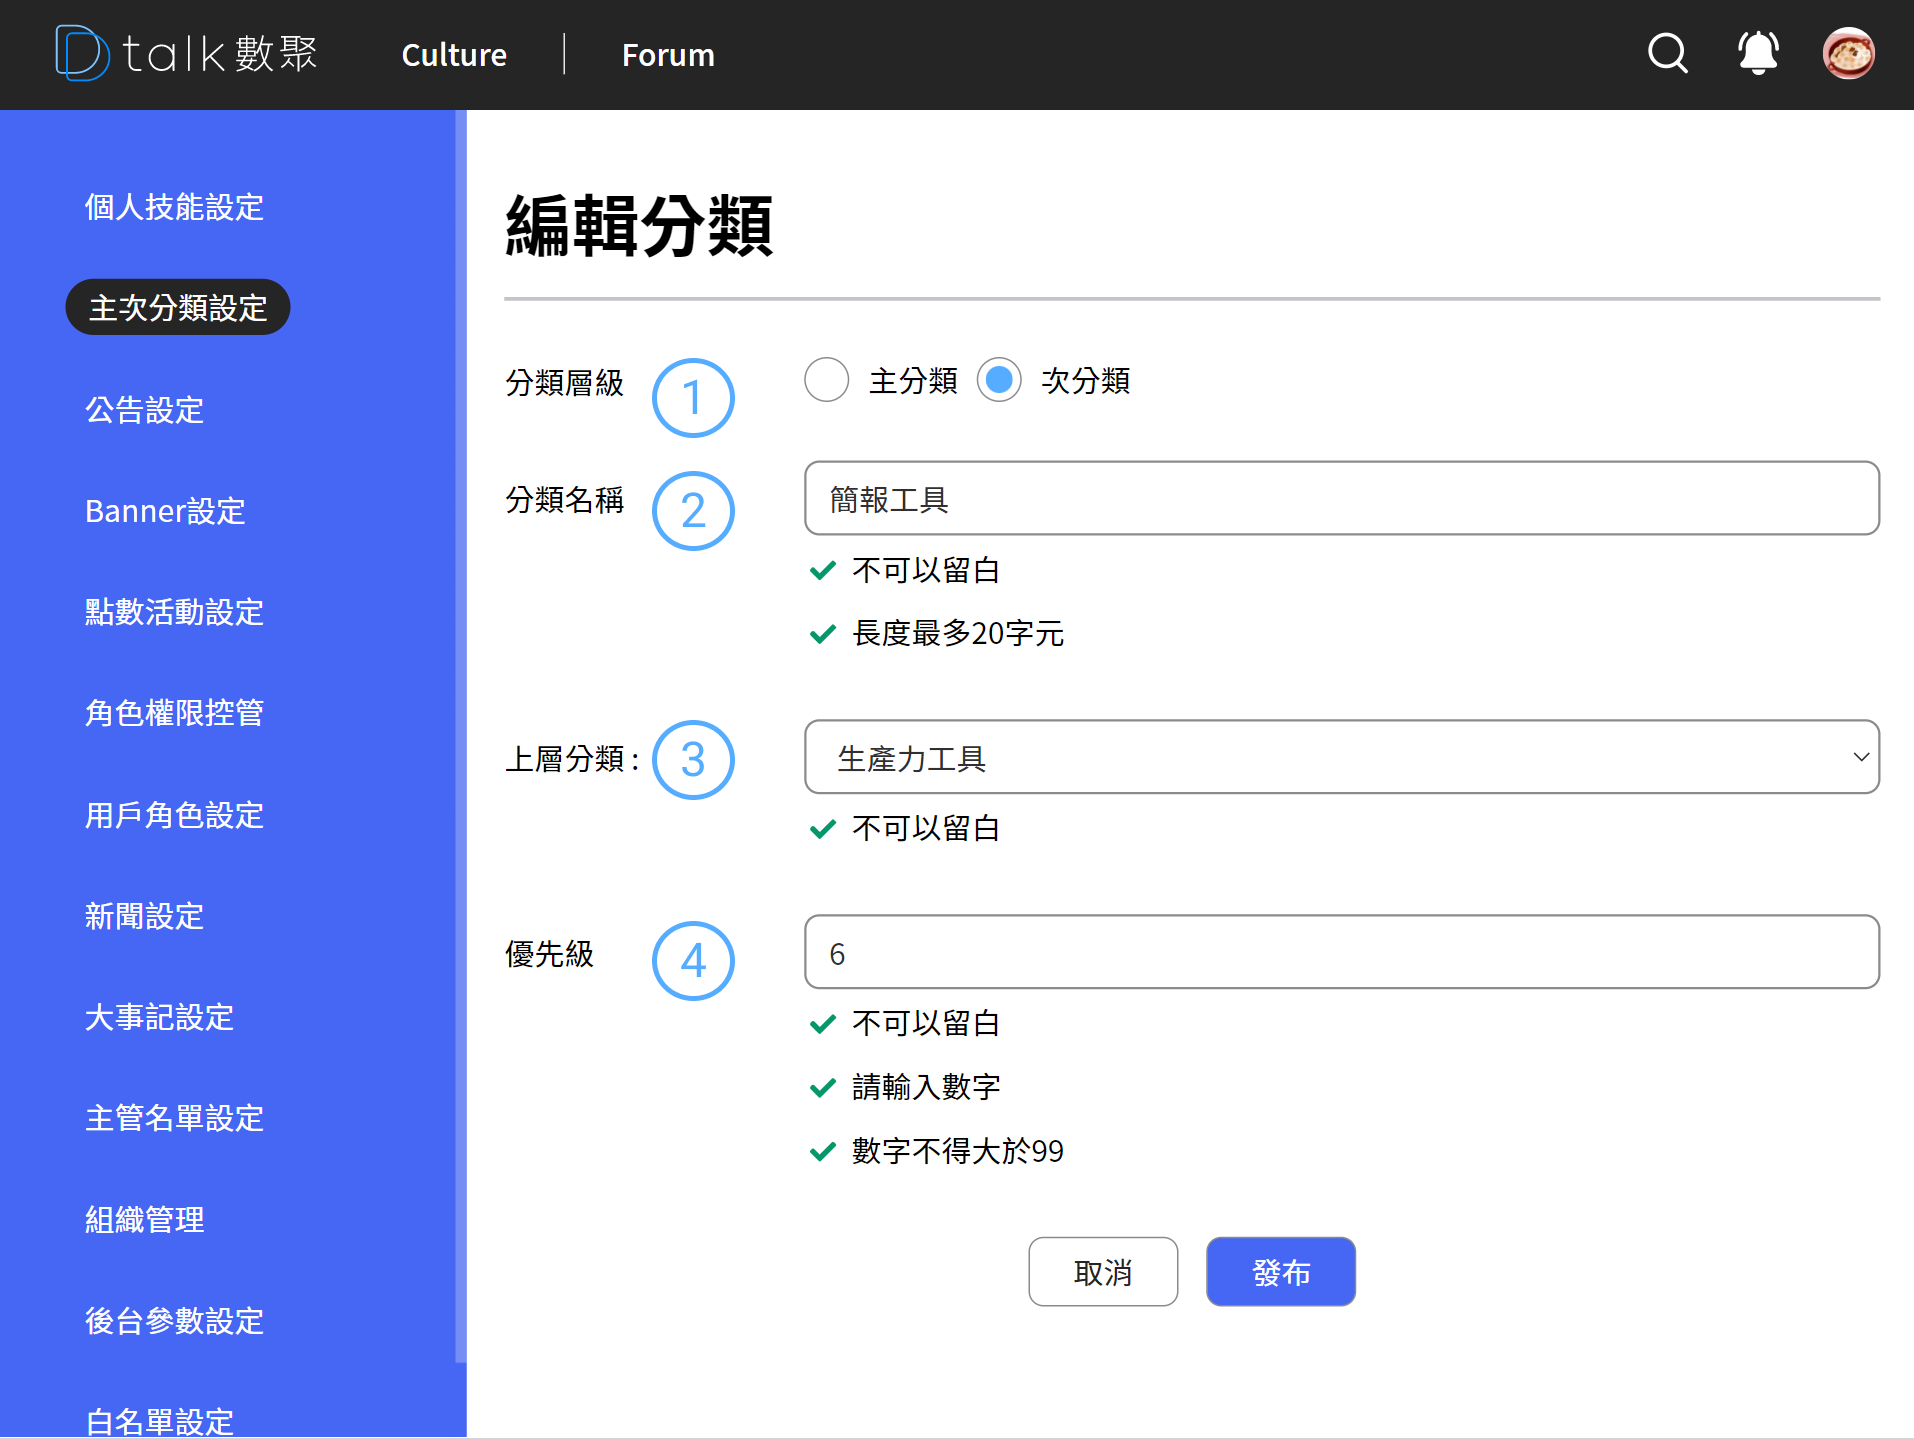 Dtalk數聚 Culture | Forum
個人技能設定
主次分類設定
公告設定
Banner設定
點數活動設定
角色權限控管
用戶角色設定
新聞設定
大事記設定
主管名單設定
組織管理
後台參數設定
白名單設定
編輯分類
分類層級 1 主分類 次分類
分類名稱 2 簡報工具
不可以留白
長度最多20字元
上層分類 : 3 生產力工具
不可以留白
優先級 4 6
不可以留白
請輸入數字
數字不得大於99
取消 發布